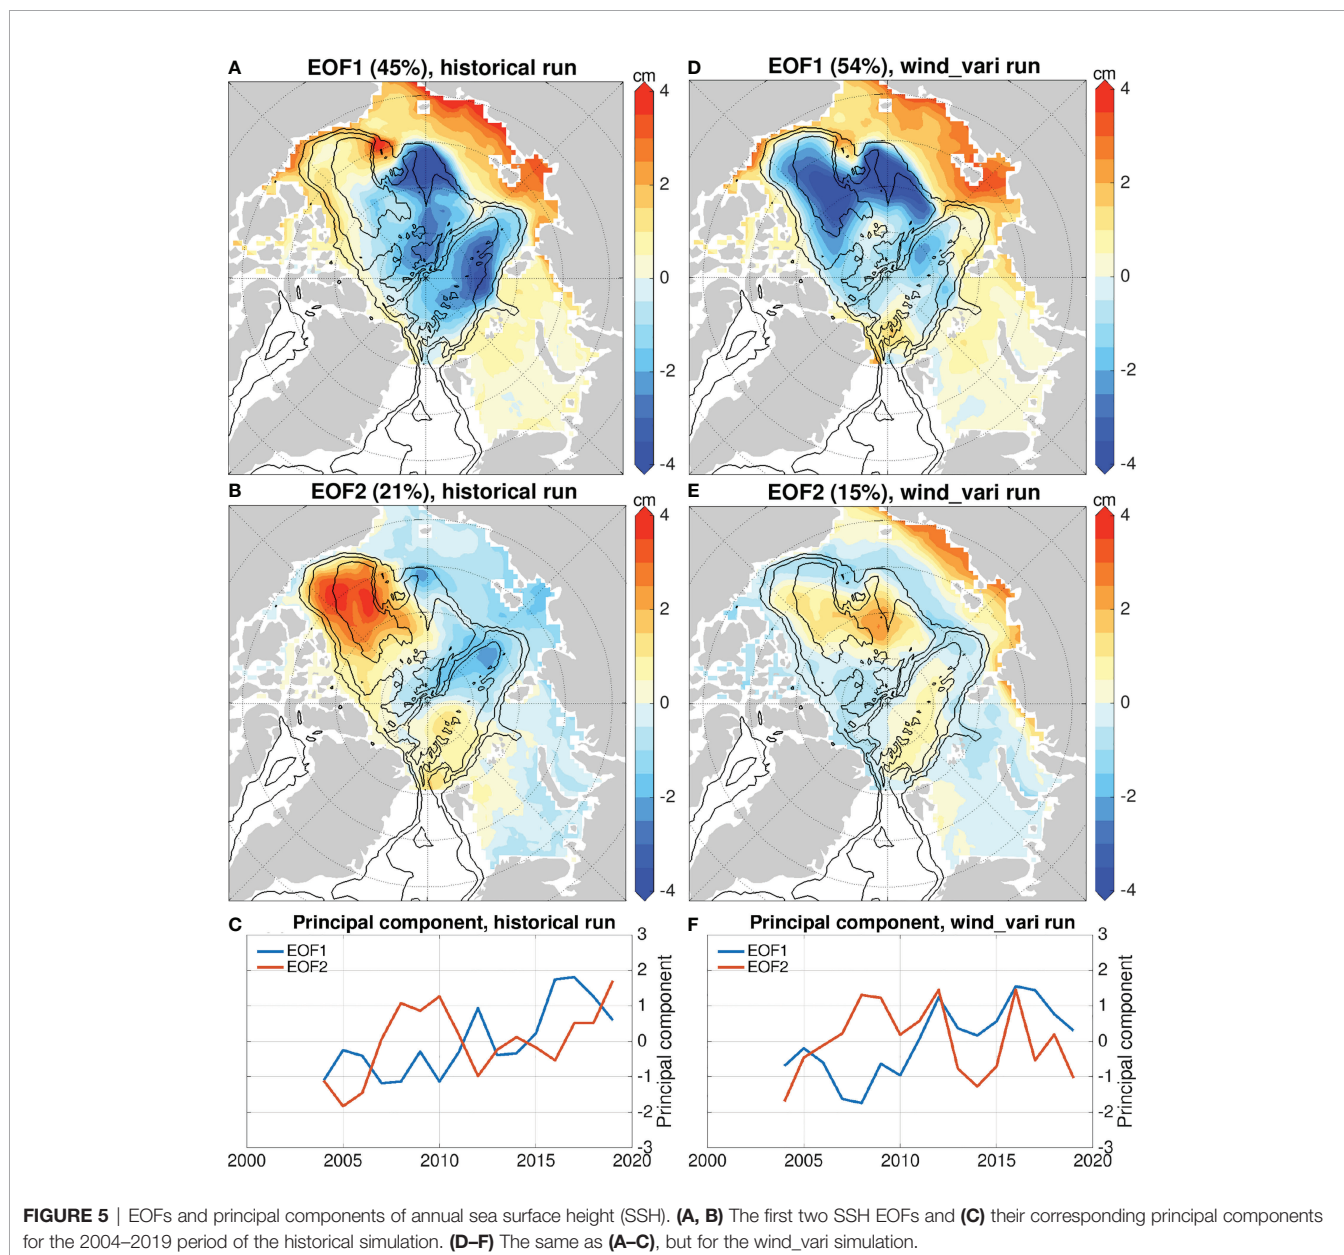 A
EOF1 (45%), historical run
cm
4
2
0
-2
-4
D
EOF1 (54%), wind_vari run
cm
4
2
0
-2
-4
B
EOF2 (21%), historical run
cm
4
2
0
-2
-4
E
EOF2 (15%), wind_vari run
cm
4
2
0
-2
-4
C
Principal component, historical run
EOF1
EOF2
3
2
1
0
-1
-2
-3
Principal component
2000 2005 2010 2015 2020
F
Principal component, wind_vari run
EOF1
EOF2
3
2
1
0
-1
-2
-3
Principal component
2000 2005 2010 2015 2020
FIGURE 5 | EOFs and principal components of annual sea surface height (SSH). (A, B) The first two SSH EOFs and (C) their corresponding principal components
for the 2004–2019 period of the historical simulation. (D–F) The same as (A–C), but for the wind_vari simulation.